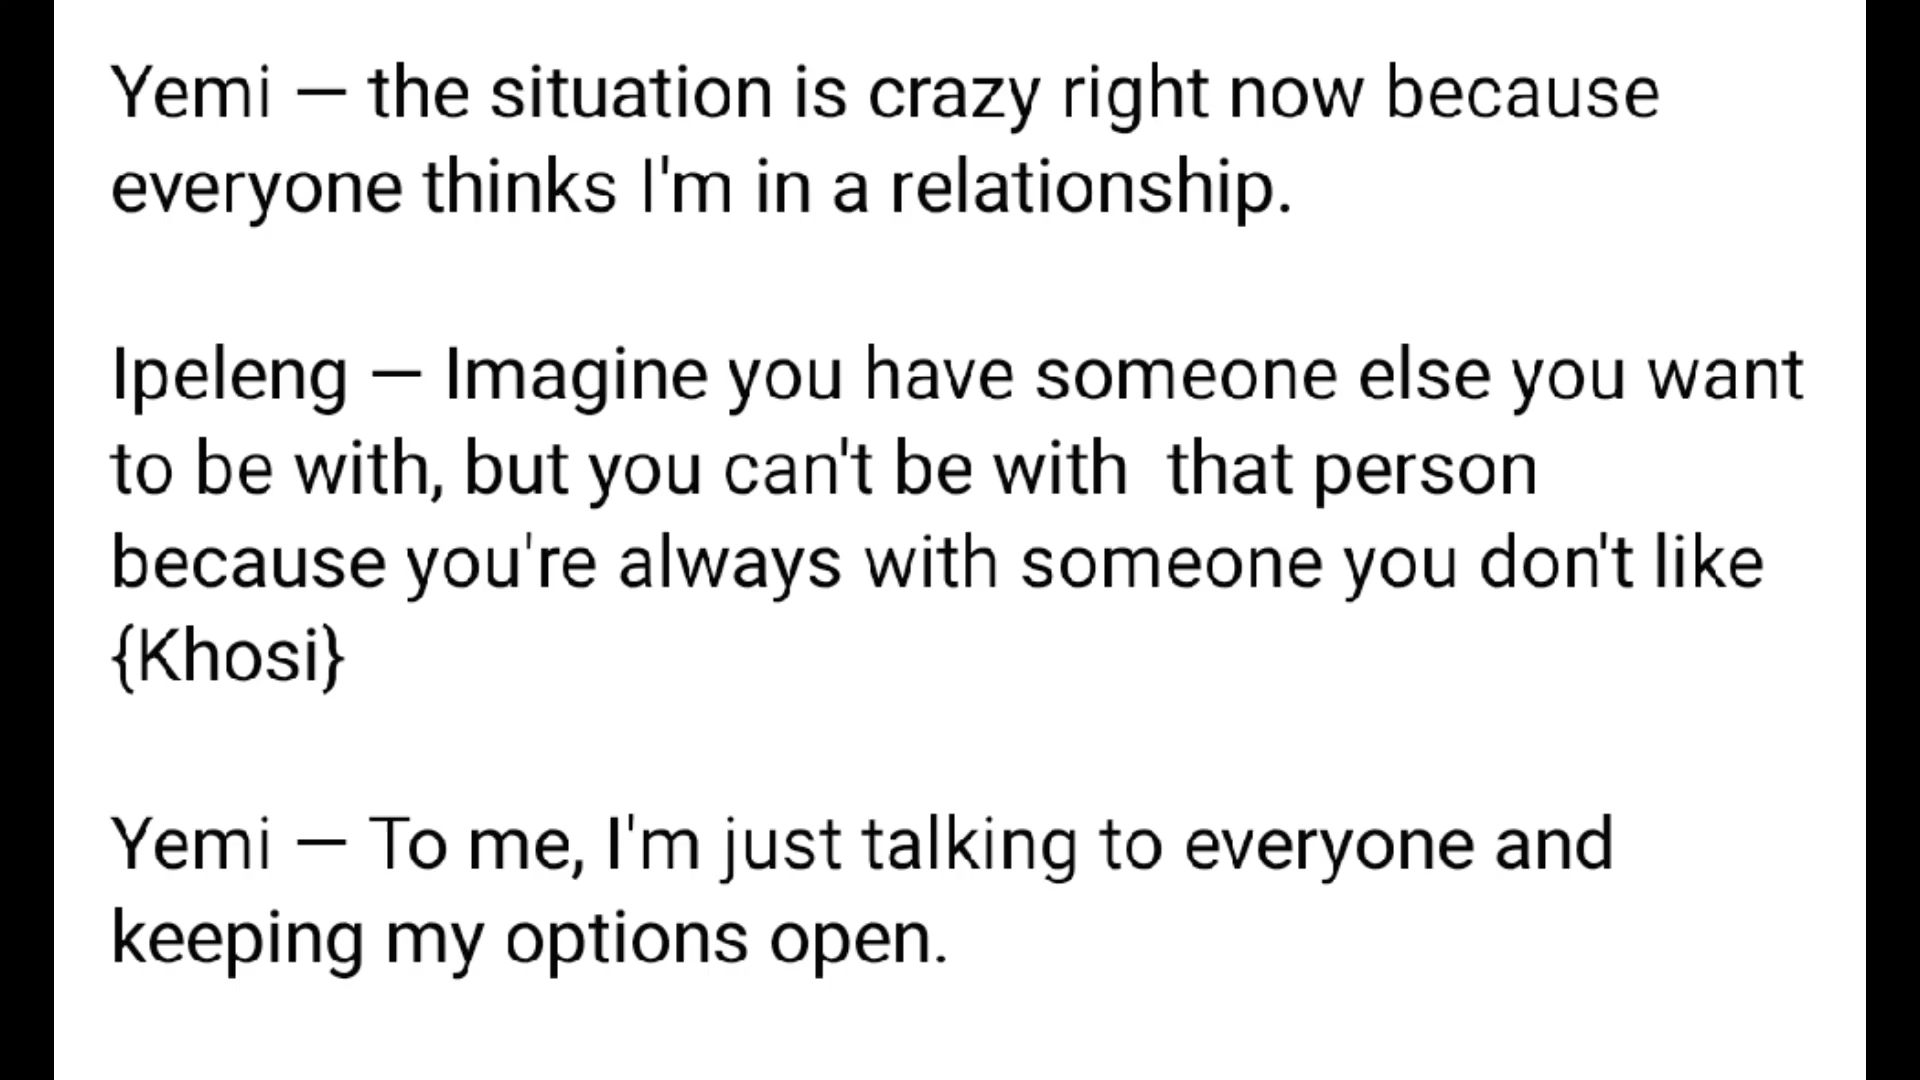 Yemi — the situation is crazy right now because
everyone thinks I'm in a relationship.
Ipeleng — Imagine you have someone else you want
to be with, but you can't be with  that person
because you're always with someone you don't like
{Khosi}
Yemi — To me, I'm just talking to everyone and
keeping my options open.